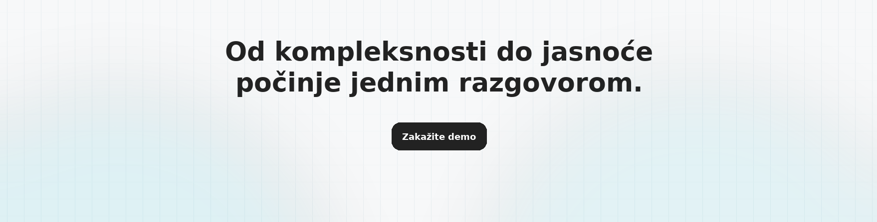 Od kompleksnosti do jasnoće
počinje jednim razgovorom.
Zakažite demo